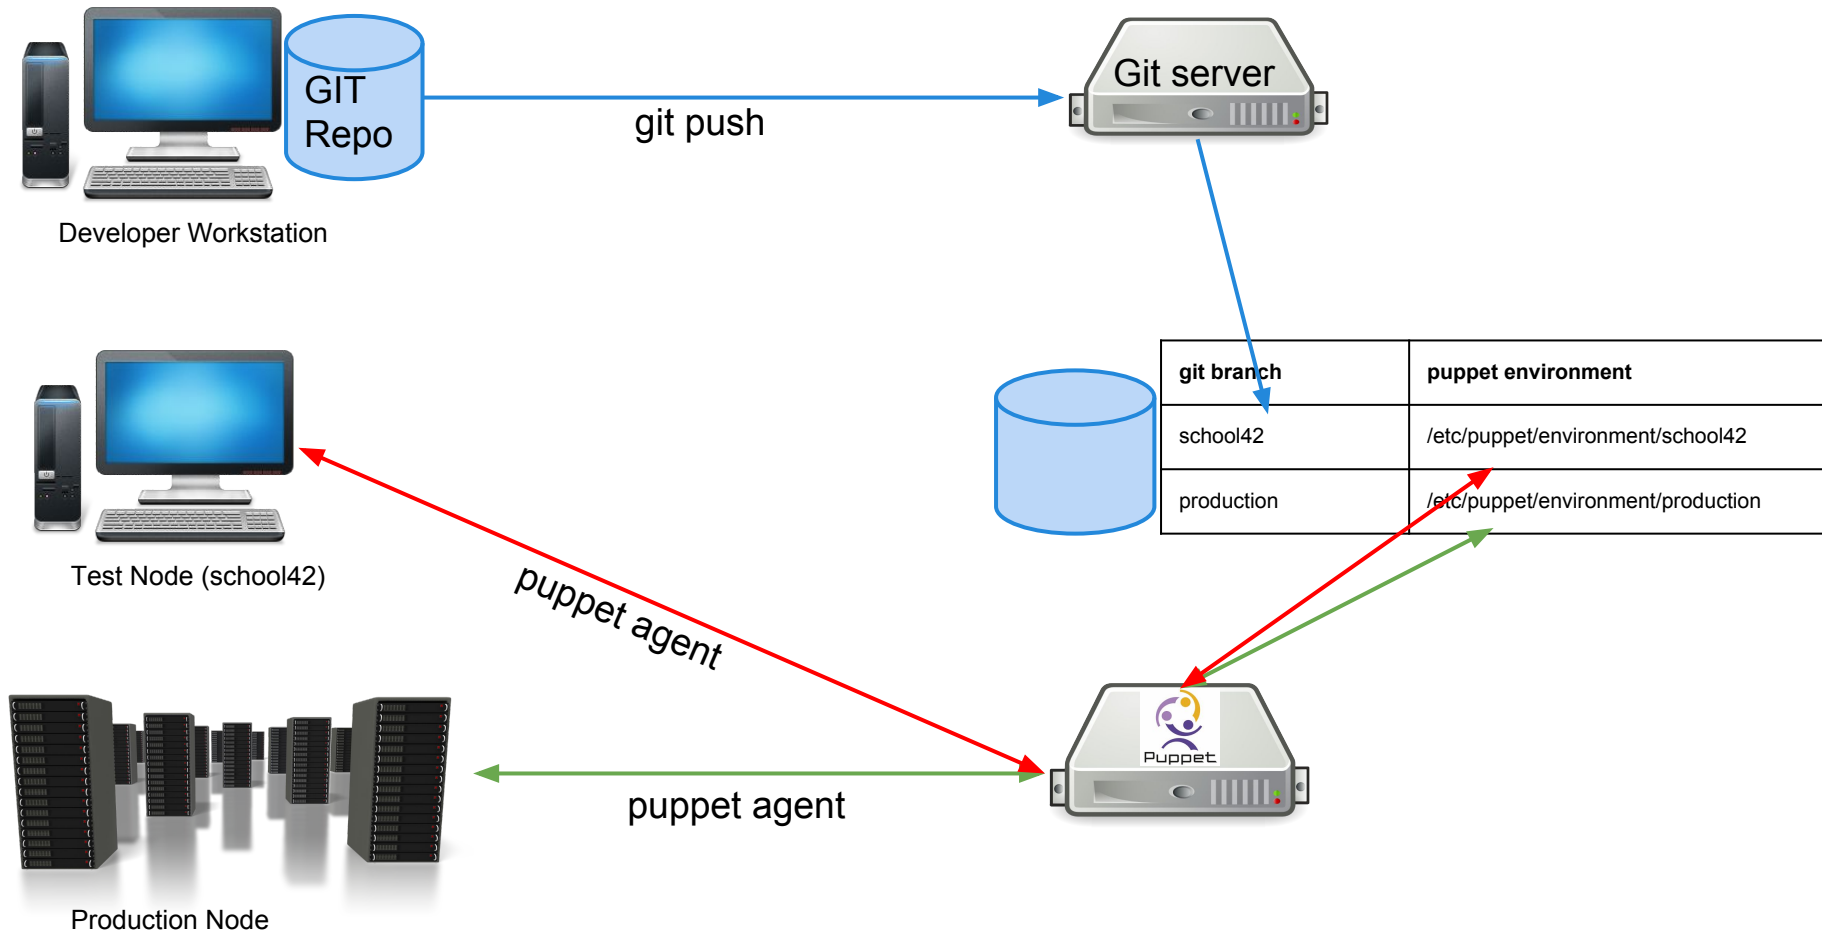 GIT
Repo
git push
Git server
Developer Workstation
git branch
puppet environment
school42
/etc/puppet/environment/school42
production
/etc/puppet/environment/production
Test Node (school42)
puppet agent
Puppet
puppet agent
Production Node